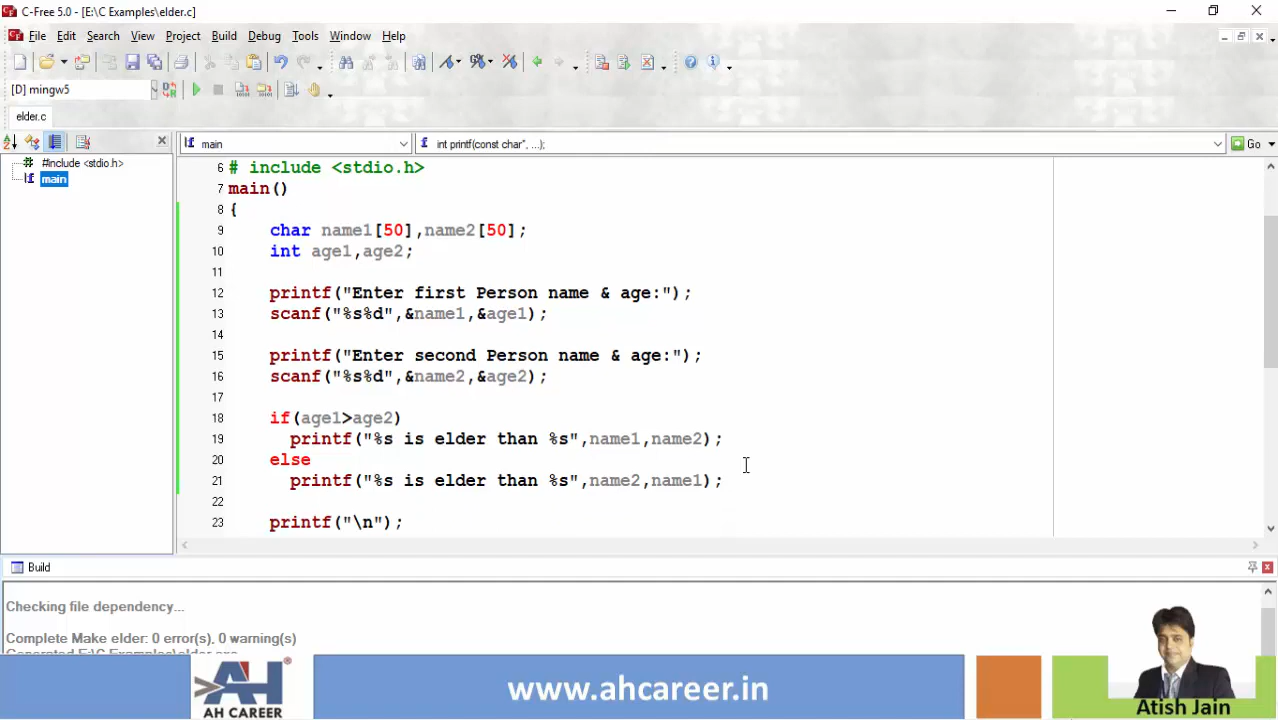 C-Free 5.0 - [E:\C Examples\elder.c]
File Edit Search View Project Build Debug Tools Window Help
[D] mingw5
elder.c
main
int printf(const char*, ...);
Go
#include <stdio.h>
main
6 # include <stdio.h>
7 main()
8 {
9 char name1[50],name2[50];
10 int age1,age2;
11
12 printf("Enter first Person name & age:");
13 scanf("%s%d",&name1,&age1);
14
15 printf("Enter second Person name & age:");
16 scanf("%s%d",&name2,&age2);
17
18 if(age1>age2)
19 printf("%s is elder than %s",name1,name2);
20 else
21 printf("%s is elder than %s",name2,name1);
22
23 printf("\n");
Build
Checking file dependency...
Complete Make elder: 0 error(s), 0 warning(s)
Generated E:\C Examples\elder.exe
AH
®
AH CAREER
www.ahcareer.in
Atish Jain